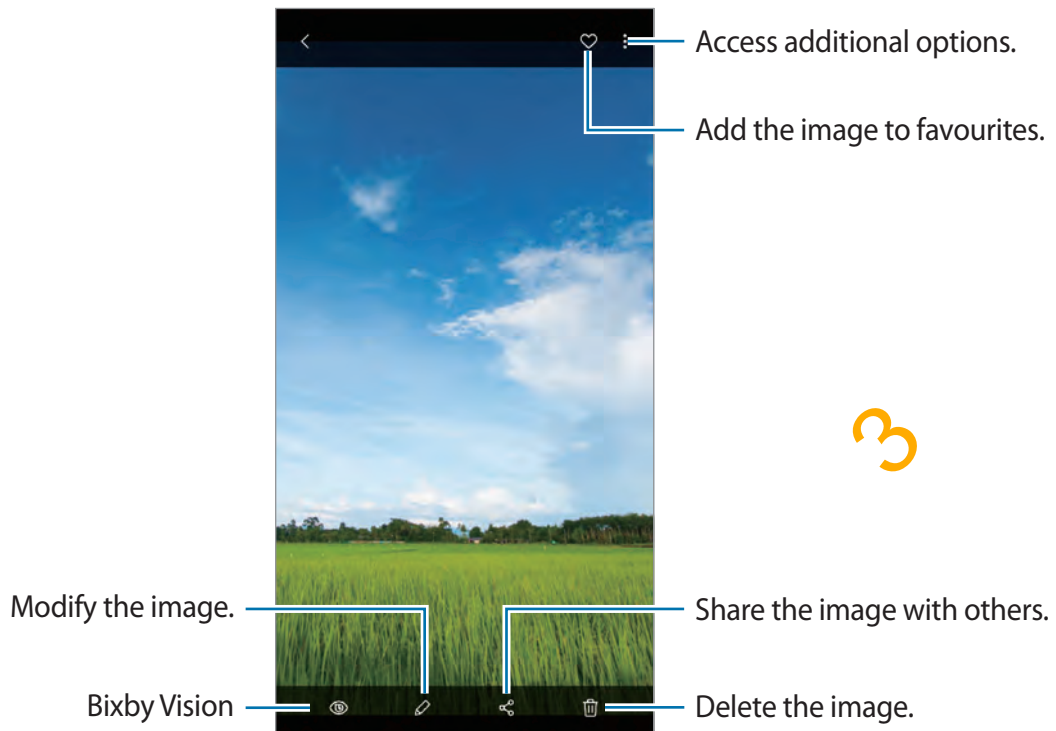 Access additional options.
Add the image to favourites.
3
Modify the image.
Share the image with others.
Bixby Vision
Delete the image.